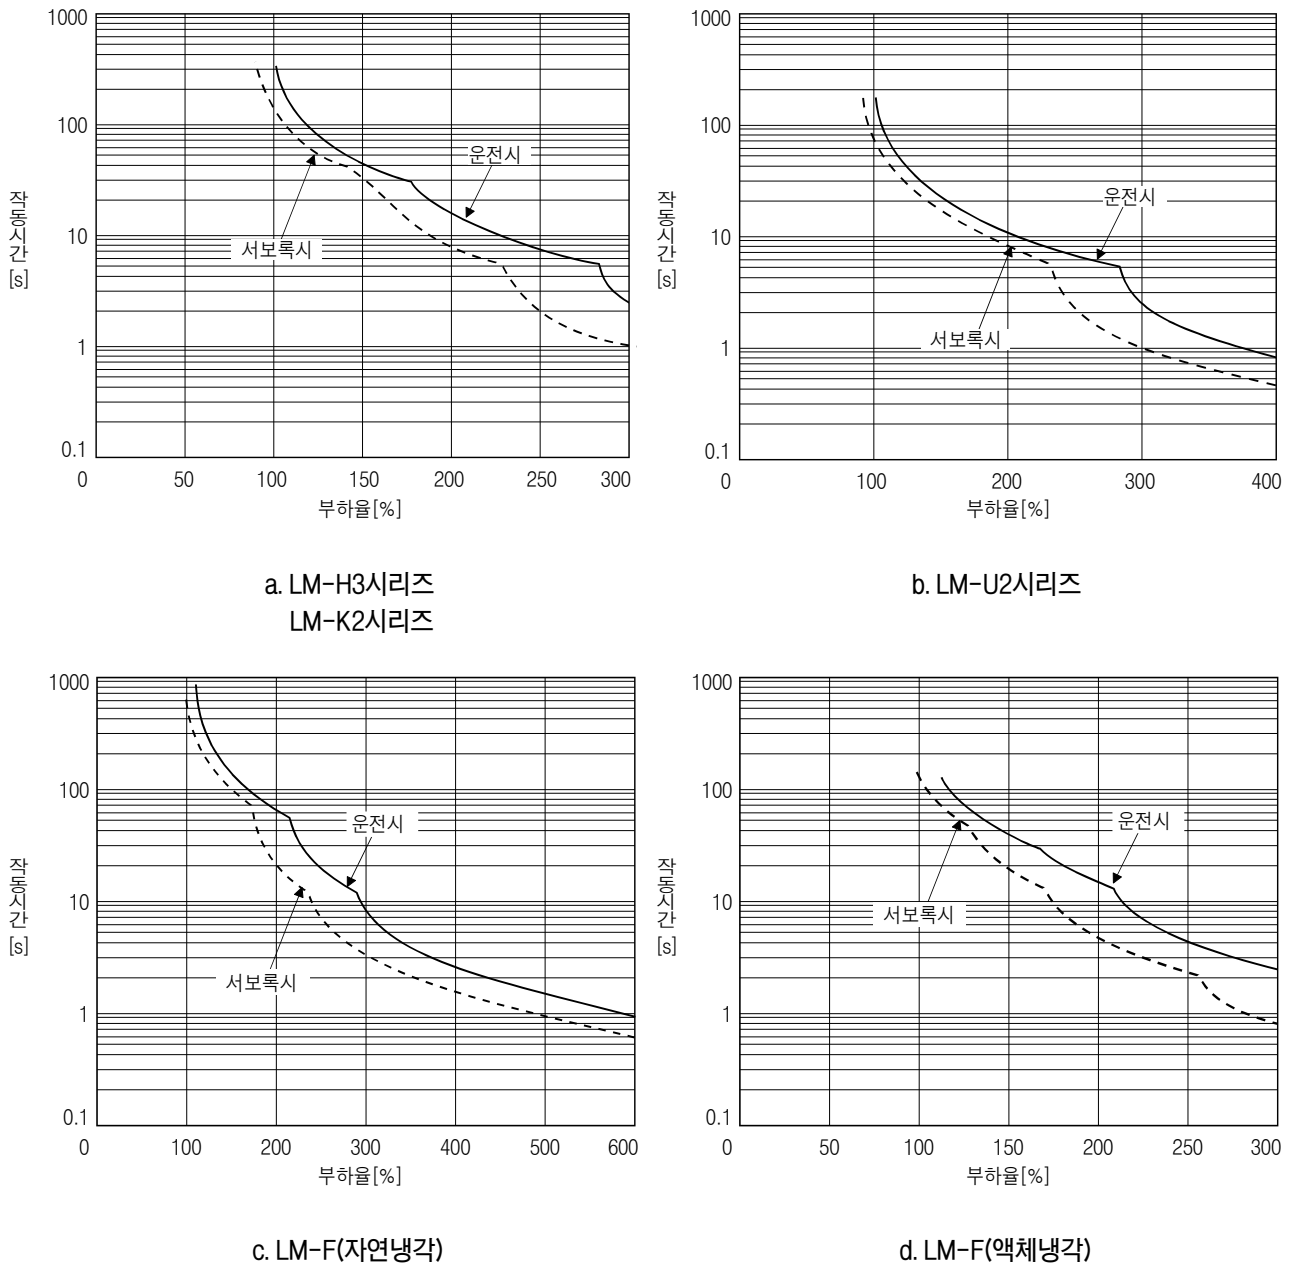 1000
100
10
1
0.1
작동시간
[s]
운전시
서보록시
0 50 100 150 200 250 300
부하율[%]
a. LM-H3시리즈
LM-K2시리즈
1000
100
10
1
0.1
작동시간
[s]
운전시
서보록시
0 100 200 300 400
부하율[%]
b. LM-U2시리즈
1000
100
10
1
0.1
작동시간
[s]
운전시
서보록시
0 100 200 300 400 500 600
부하율[%]
c. LM-F(자연냉각)
1000
100
10
1
0.1
작동시간
[s]
운전시
서보록시
0 50 100 150 200 250 300
부하율[%]
d. LM-F(액체냉각)